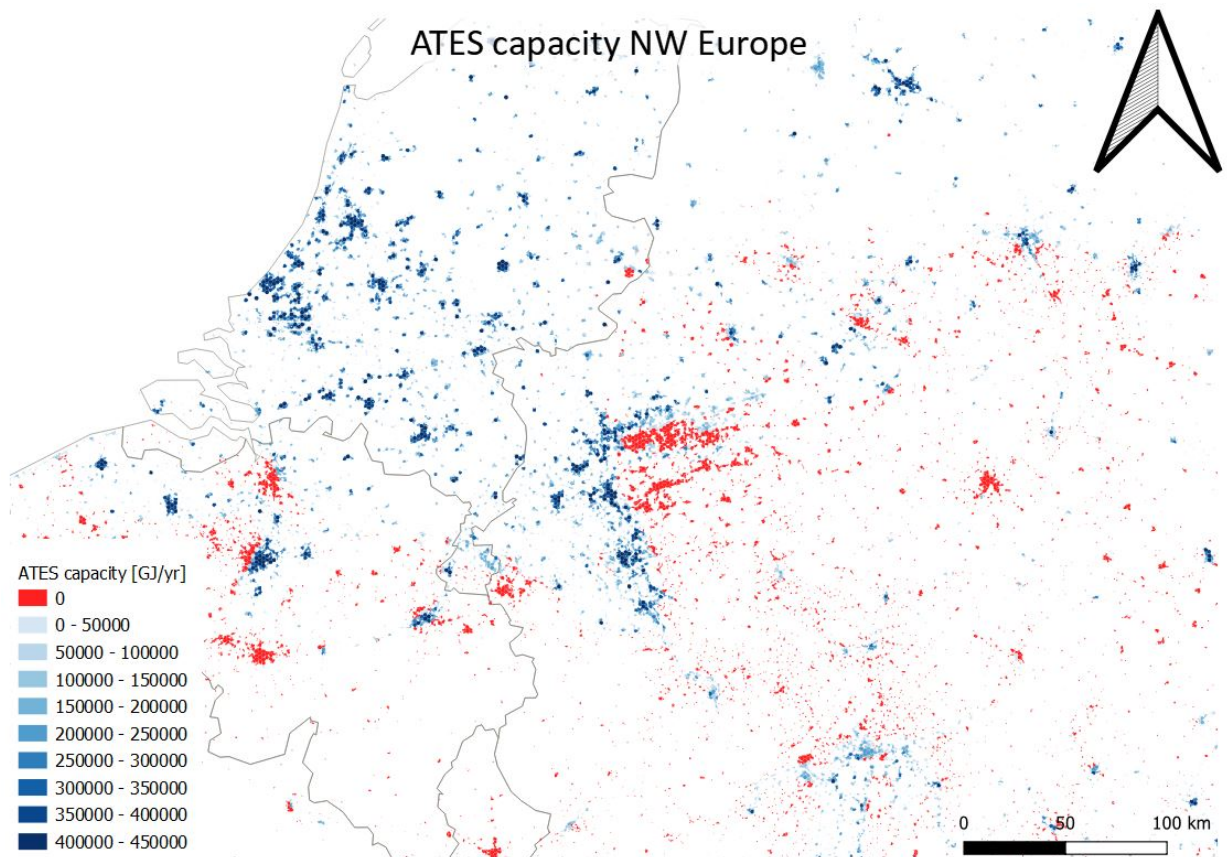 ATES capacity NW Europe
ATES capacity [GJ/yr]
0
0 - 50000
50000 - 100000
100000 - 150000
150000 - 200000
200000 - 250000
250000 - 300000
300000 - 350000
350000 - 400000
400000 - 450000
0 50 100 km